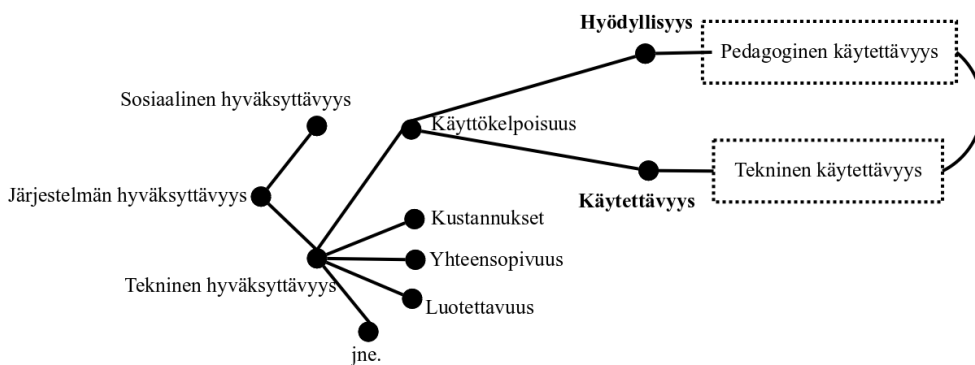 Hyödyllisyys
Pedagoginen käytettävyys
Sosiaalinen hyväksyttävyys
Käyttökelpoisuus
Tekninen käytettävyys
Järjestelmän hyväksyttävyys
Käytettävyys
Kustannukset
Yhteensopivuus
Tekninen hyväksyttävyys
Luotettavuus
jne.